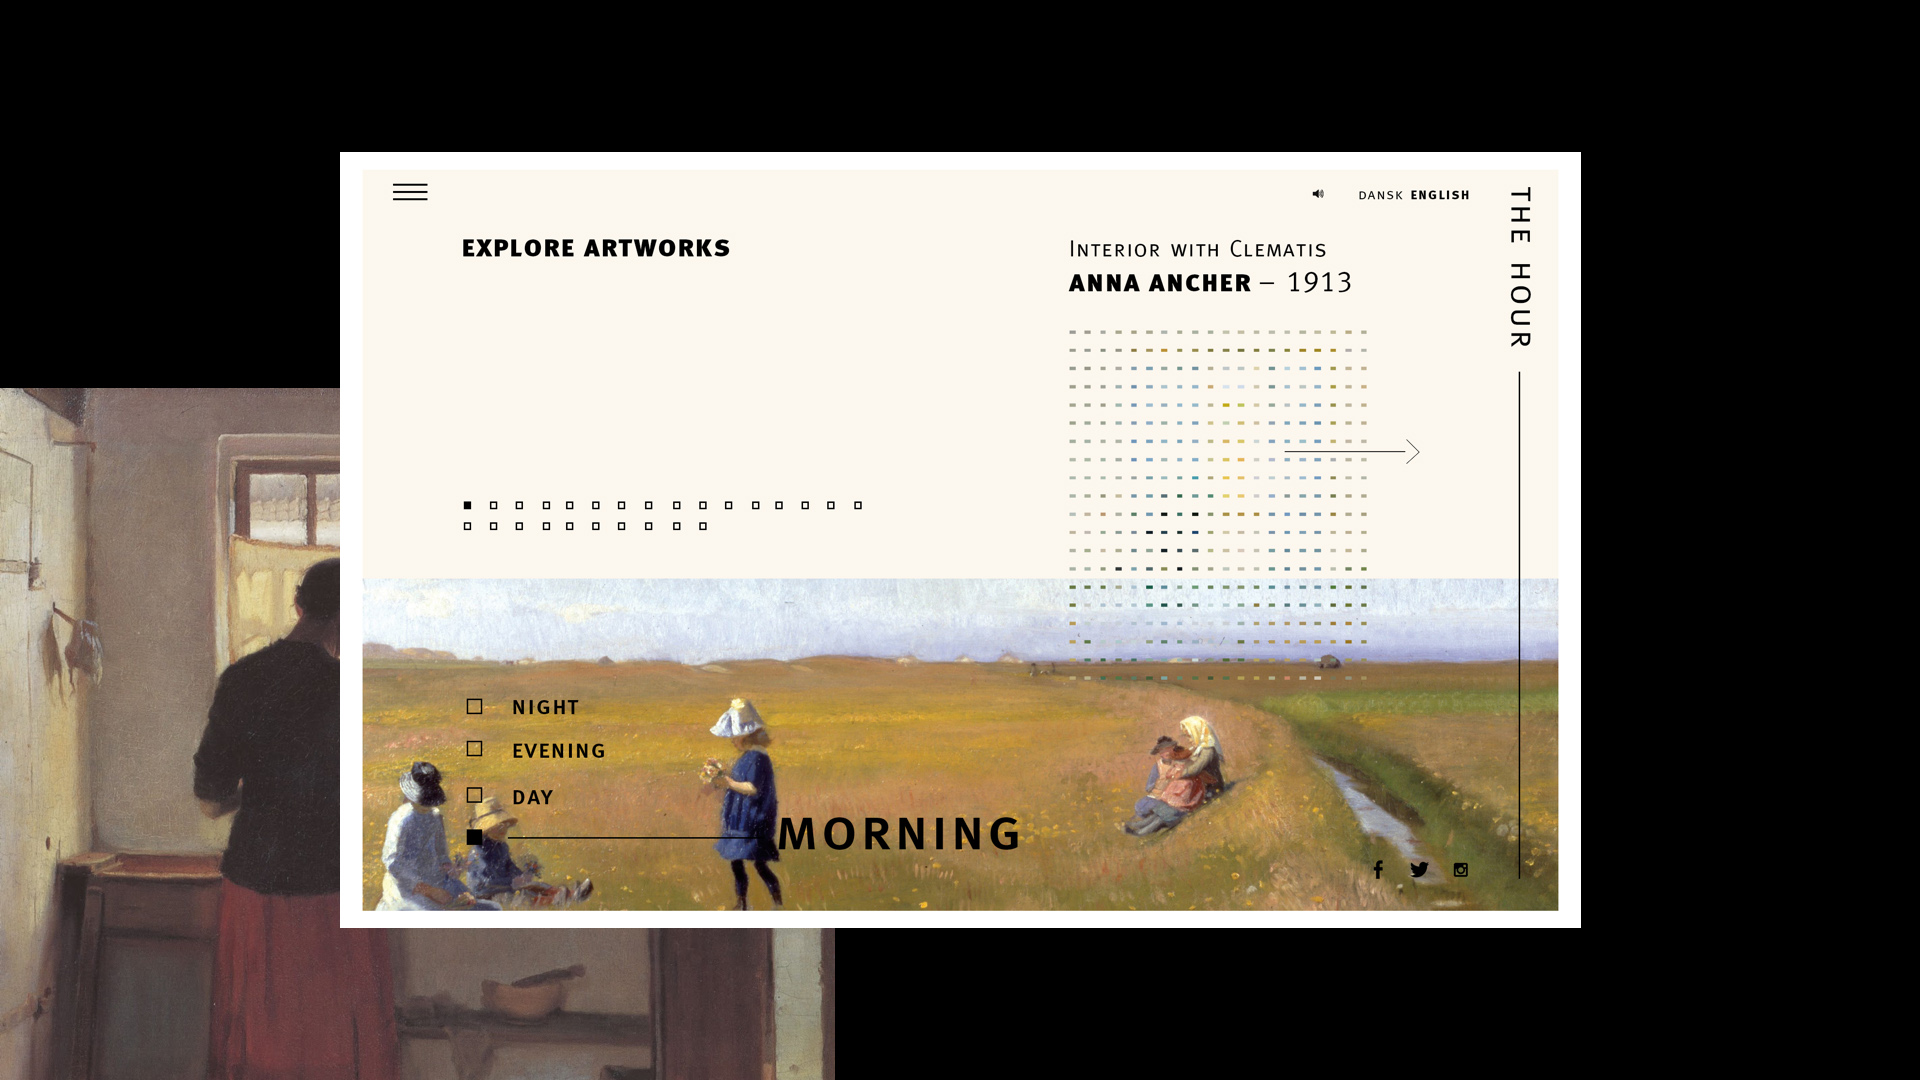 DANSK ENGLISH
THE HOUR
EXPLORE ARTWORKS
INTERIOR WITH CLEMATIS
ANNA ANCHER – 1913
NIGHT
EVENING
DAY
MORNING